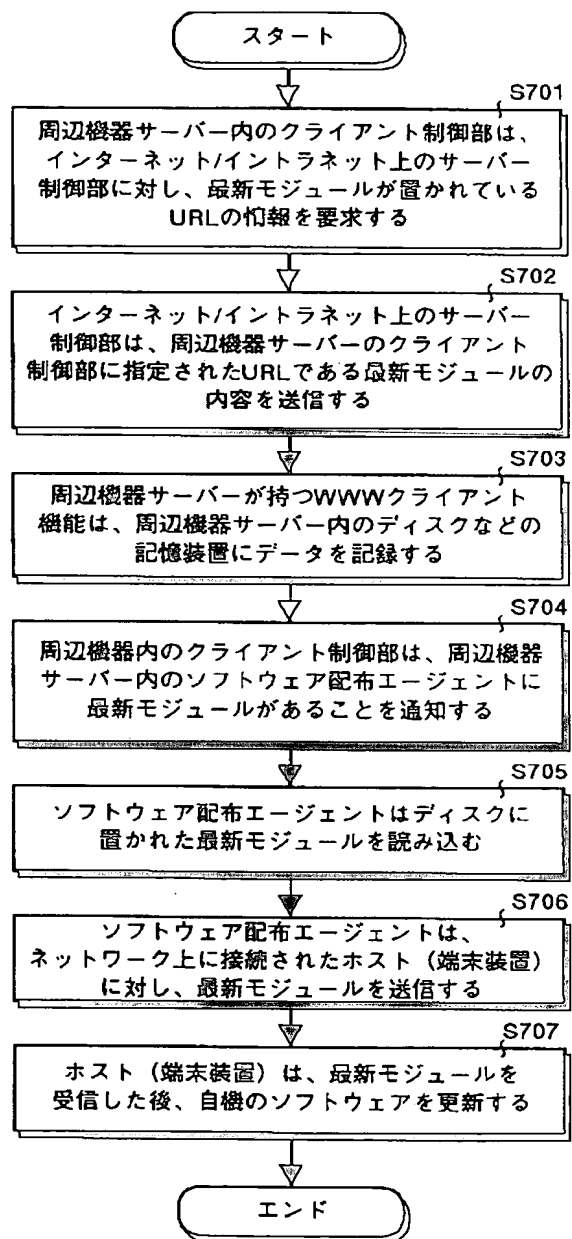 スタート
S701
周辺機器サーバー内のクライアント制御部は、
インターネット/イントラネット上のサーバー
制御部に対し、最新モジュールが置かれている
URLの情報を要求する
S702
インターネット/イントラネット上のサーバー
制御部は、周辺機器サーバーのクライアント
制御部に指定されたURLである最新モジュールの
内容を送信する
S703
周辺機器サーバーが持つWWWクライアント
機能は、周辺機器サーバー内のディスクなどの
記憶装置にデータを記録する
S704
周辺機器内のクライアント制御部は、周辺機器
サーバー内のソフトウェア配布エージェントに
最新モジュールがあることを通知する
S705
ソフトウェア配布エージェントはディスクに
置かれた最新モジュールを読み込む
S706
ソフトウェア配布エージェントは、
ネットワーク上に接続されたホスト（端末装置）
に対し、最新モジュールを送信する
S707
ホスト（端末装置）は、最新モジュールを
受信した後、自機のソフトウェアを更新する
エンド